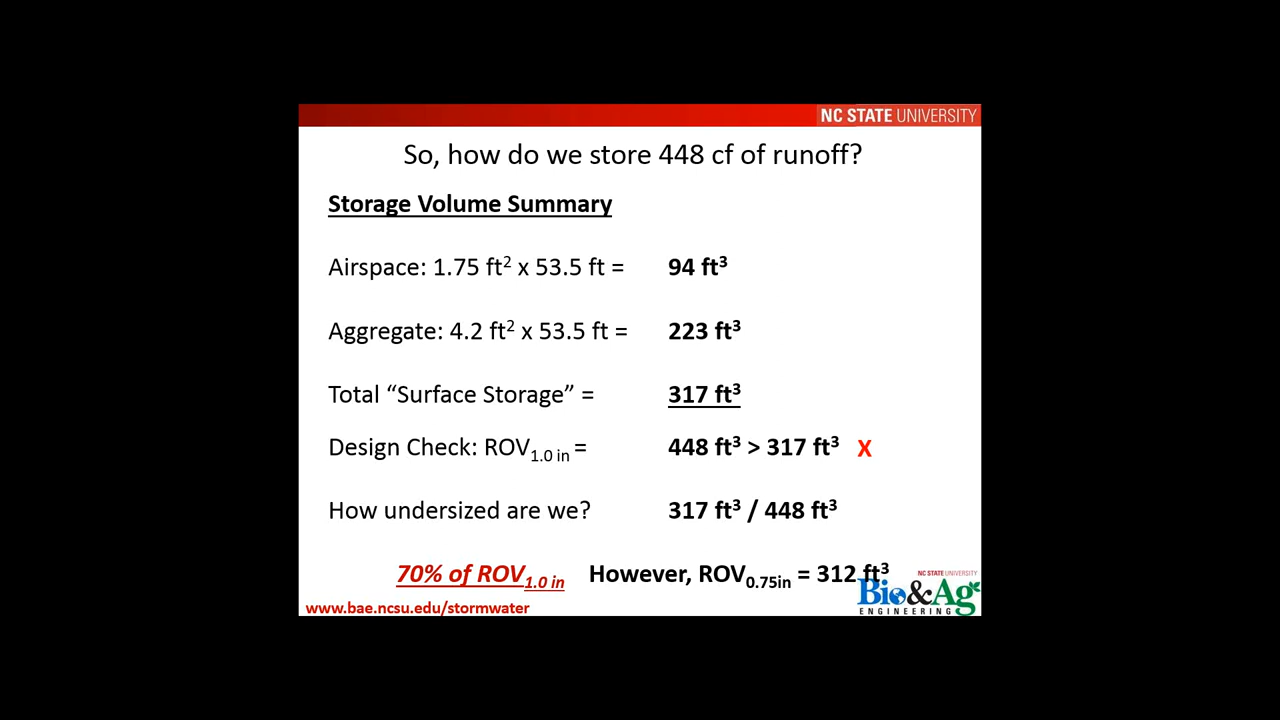 NC STATE UNIVERSITY
So, how do we store 448 cf of runoff?
Storage Volume Summary
Airspace: 1.75 ft² x 53.5 ft = 94 ft³
Aggregate: 4.2 ft² x 53.5 ft = 223 ft³
Total “Surface Storage” = 317 ft³
Design Check: ROV1.0 in = 448 ft³ > 317 ft³ X
How undersized are we? 317 ft³ / 448 ft³
70% of ROV1.0 in However, ROV0.75in = 312 ft³
NC STATE UNIVERSITY
Bio&Ag
ENGINEERING
www.bae.ncsu.edu/stormwater